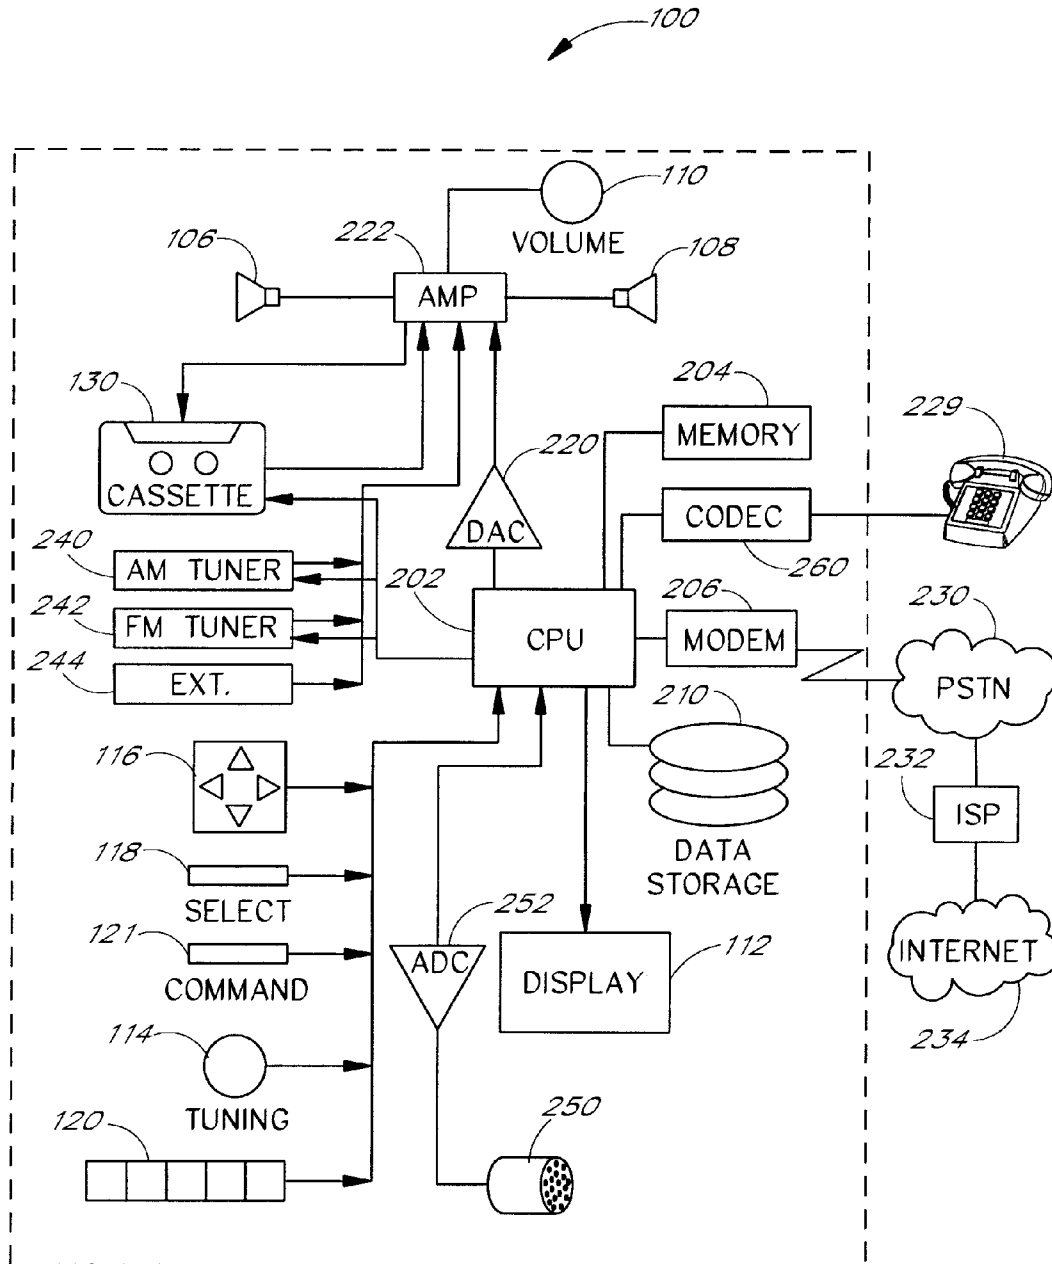 100
110
VOLUME
106
222
108
AMP
130
CASSETTE
204
MEMORY
229
220
DAC
CODEC
260
240
AM TUNER
202
CPU
206
MODEM
230
PSTN
242
FM TUNER
244
EXT.
210
DATA
STORAGE
116
232
ISP
118
SELECT
252
ADC
121
COMMAND
112
DISPLAY
INTERNET
234
114
TUNING
120
250